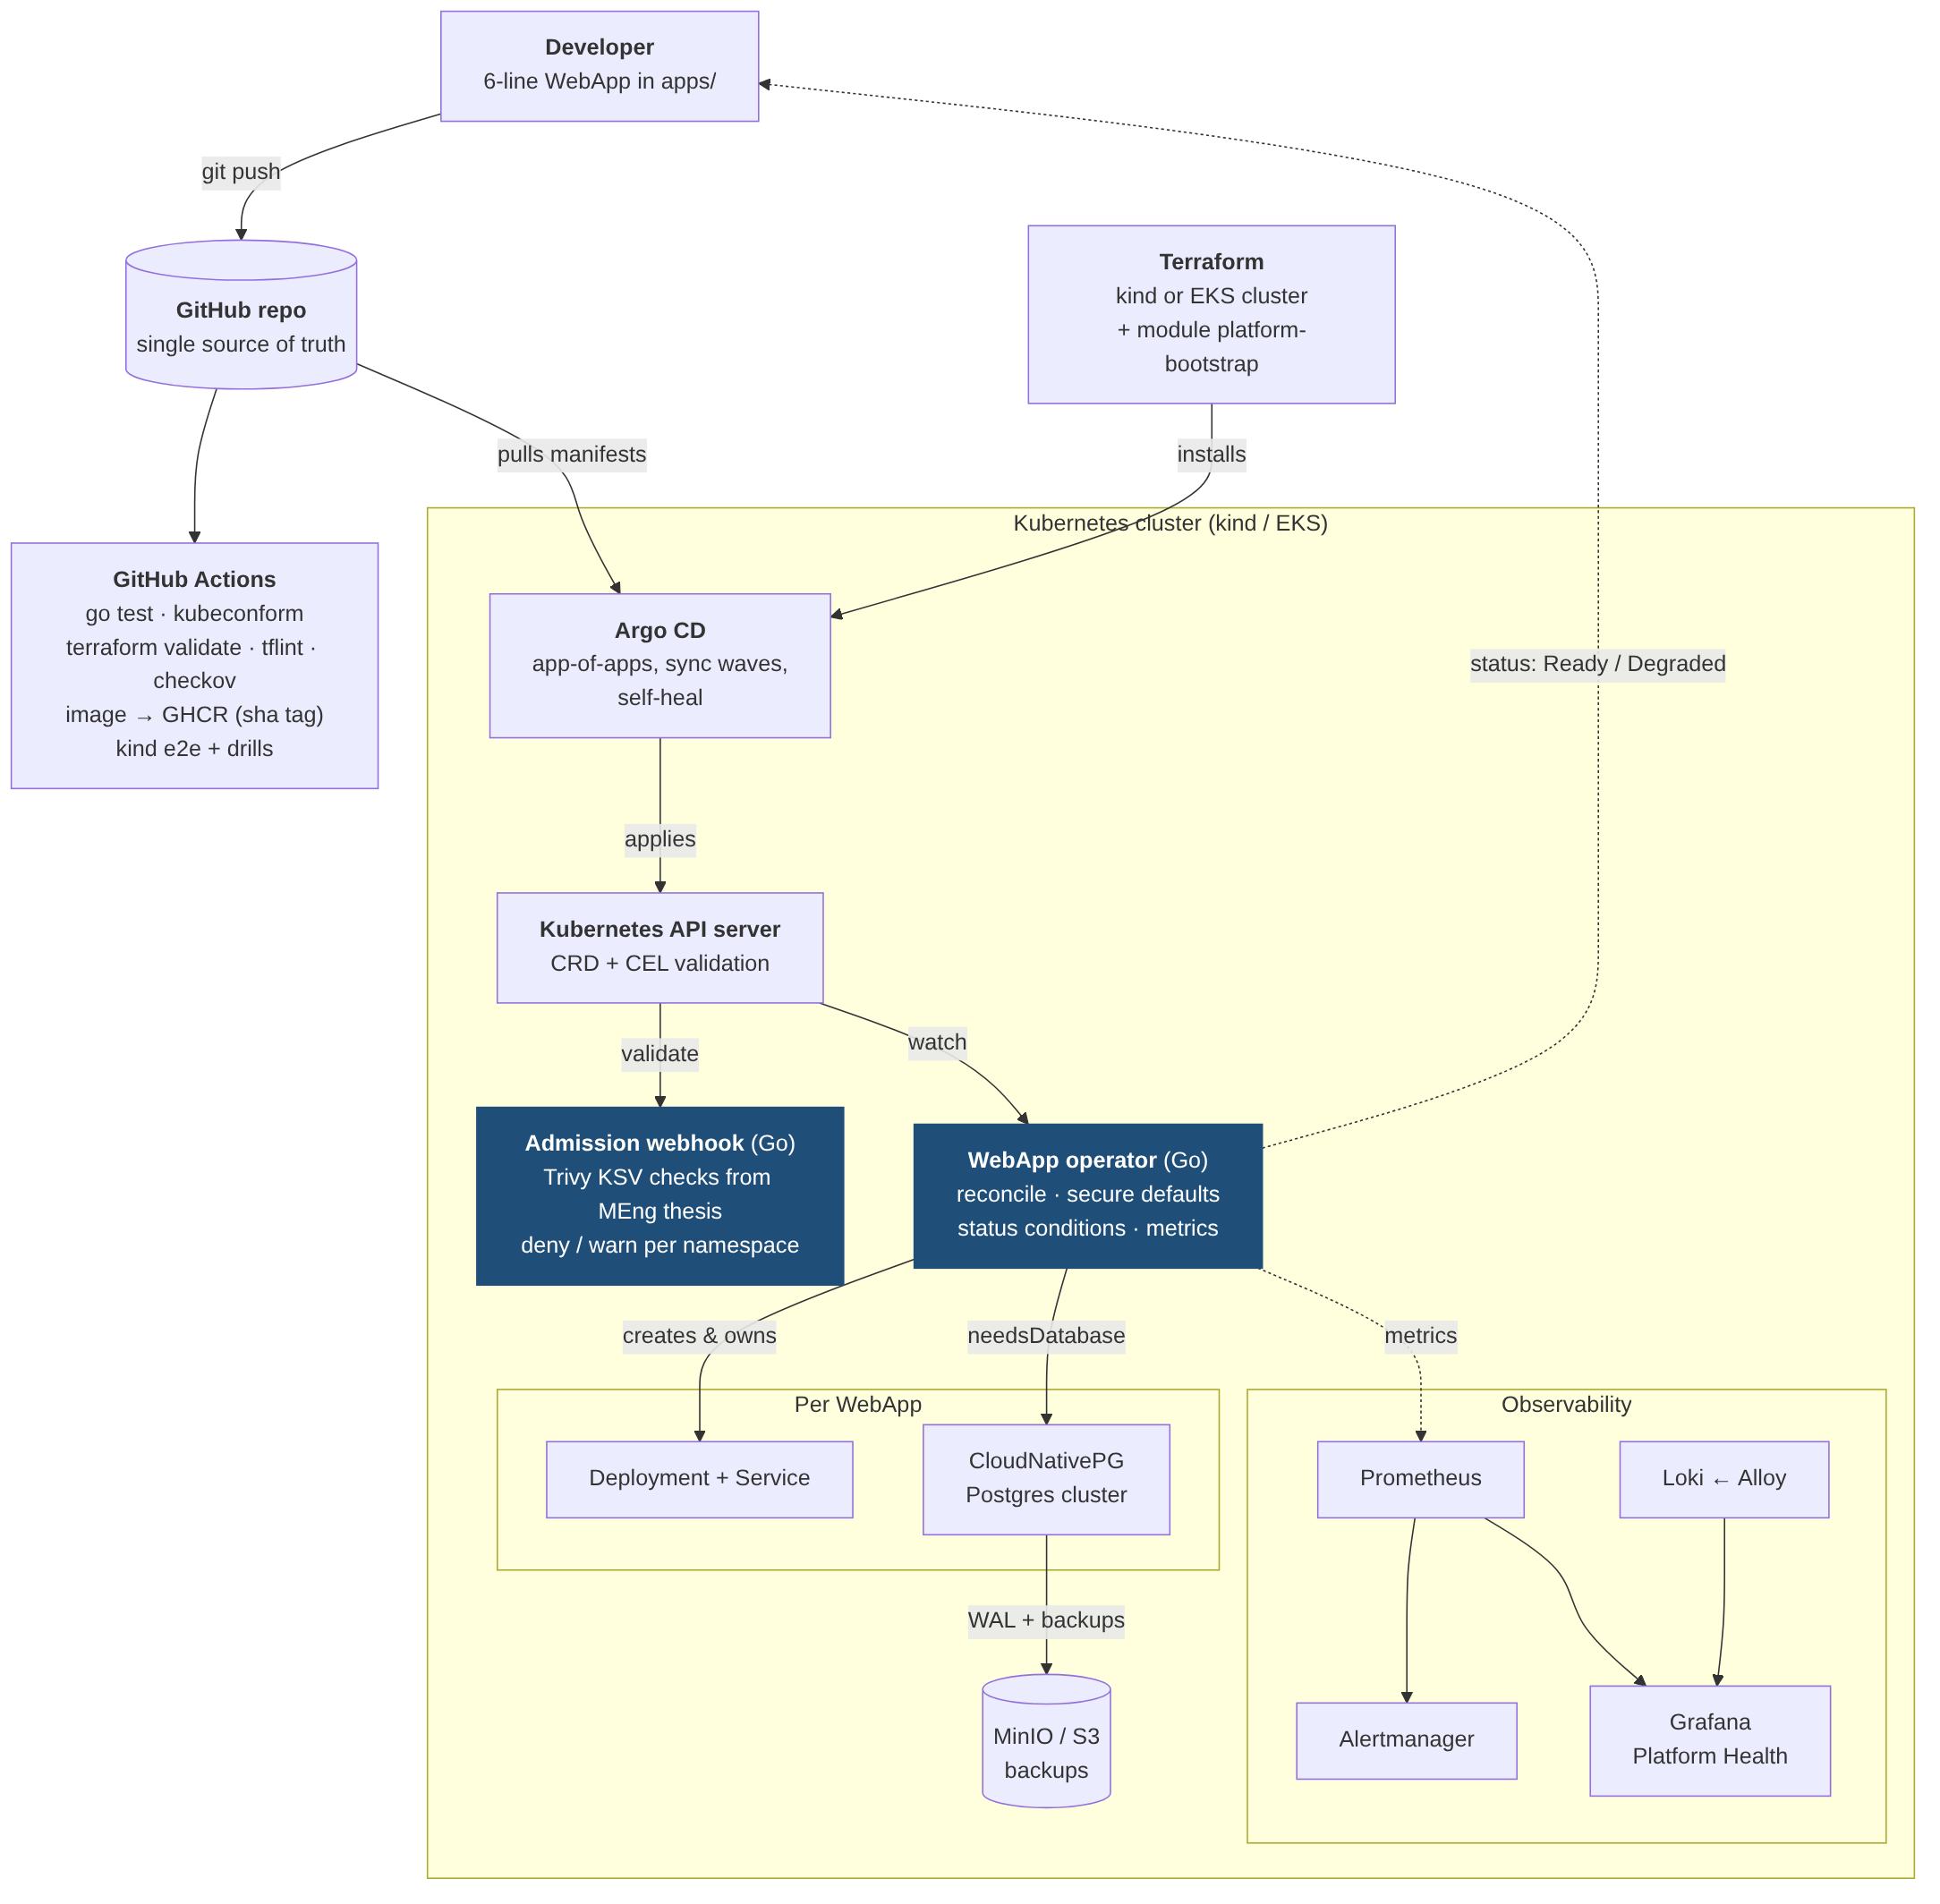 Developer
6-line WebApp in apps/
git push
GitHub repo
single source of truth
Terraform
kind or EKS cluster
+ module platform-
bootstrap
pulls manifests
installs
Kubernetes cluster (kind / EKS)
GitHub Actions
go test · kubeconform
terraform validate · tflint ·
checkov
image → GHCR (sha tag)
kind e2e + drills
Argo CD
app-of-apps, sync waves,
self-heal
status: Ready / Degraded
applies
Kubernetes API server
CRD + CEL validation
validate
watch
Admission webhook (Go)
Trivy KSV checks from
MEng thesis
deny / warn per namespace
WebApp operator (Go)
reconcile · secure defaults
status conditions · metrics
creates & owns
needsDatabase
metrics
Per WebApp
Deployment + Service
CloudNativePG
Postgres cluster
Observability
Prometheus
Loki ← Alloy
WAL + backups
MinIO / S3
backups
Alertmanager
Grafana
Platform Health